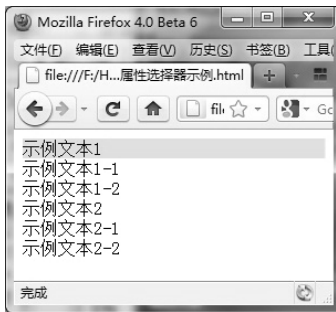 Mozilla Firefox 4.0 Beta 6
文件(F) 编辑(E) 查看(V) 历史(S) 书签(B) 工具
file:///F:/H...属性选择器示例.html
file
示例文本1
示例文本1-1
示例文本1-2
示例文本2
示例文本2-1
示例文本2-2
完成